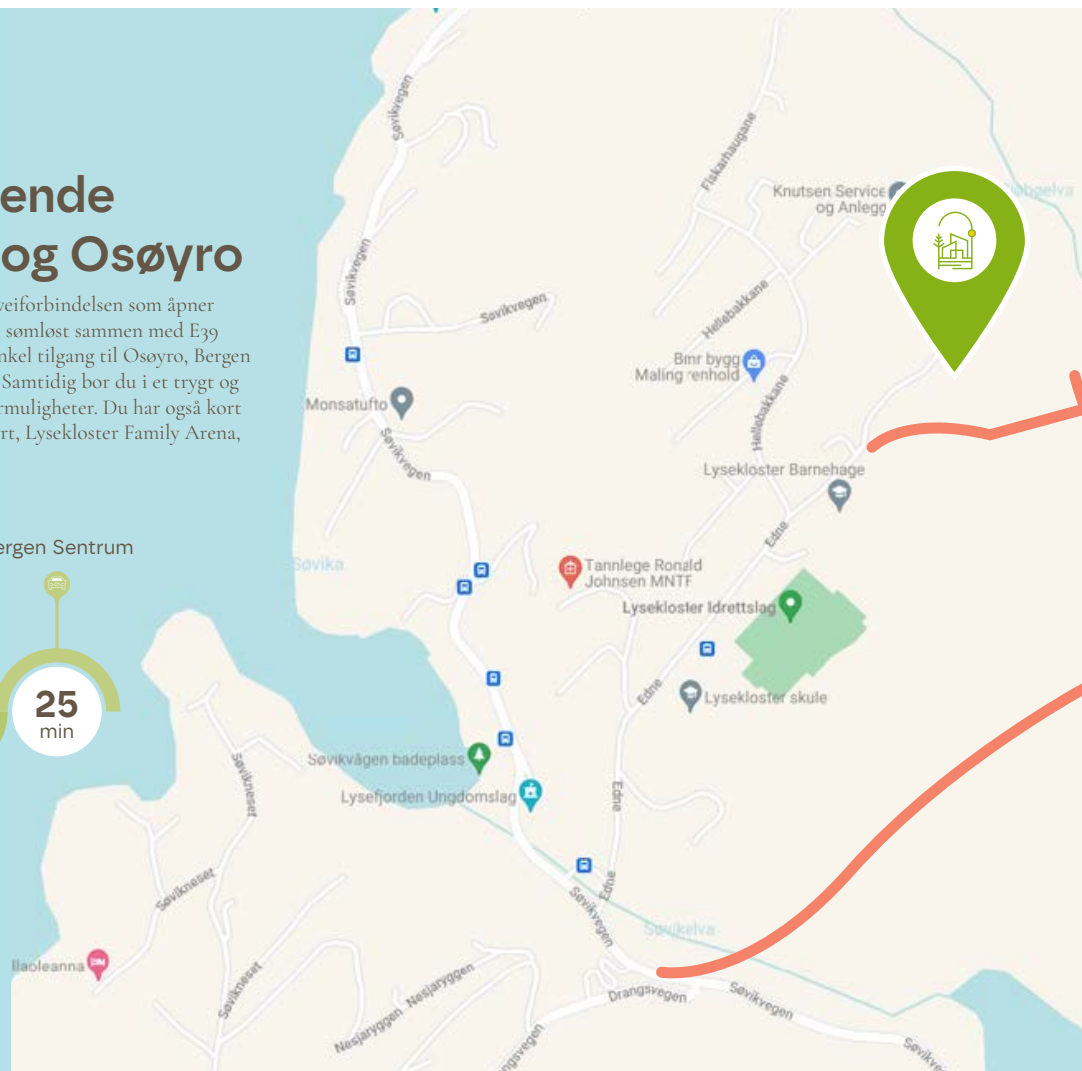 ende
og Osøyro
veiforbindelsen som åpner
sømløst sammen med E39
nkel tilgang til Osøyro, Bergen
Samtidig bor du i et trygt og
rmuligheter. Du har også kort
rt, Lysekloster Family Arena,
ergen Sentrum
25
min
Søvikvegen
Fiskarhaugane
Knutsen Service
og Anlegg
Søvikvegen
Søvikvegen
Hellebakkane
Bmr bygg
Maling renhold
Monsatufto
Hellebakkane
Søvikvegen
Lysekloster Barnehage
Edne
Søvika
Tannlege Ronald
Johnsen MNTF
Lysekloster Idrettslag
Edne
Lysekloster skule
Søvikvågen badeplass
Søvikneset
Lysefjorden Ungdomslag
Edne
Søvikneset
Edne
Søvikvegen
Søvikelva
llaoleanna
Søvikneset
Nesjaryggen
Nesjaryggen
Drangsvegen
Søvikvegen
ngsvegen
Søvikve